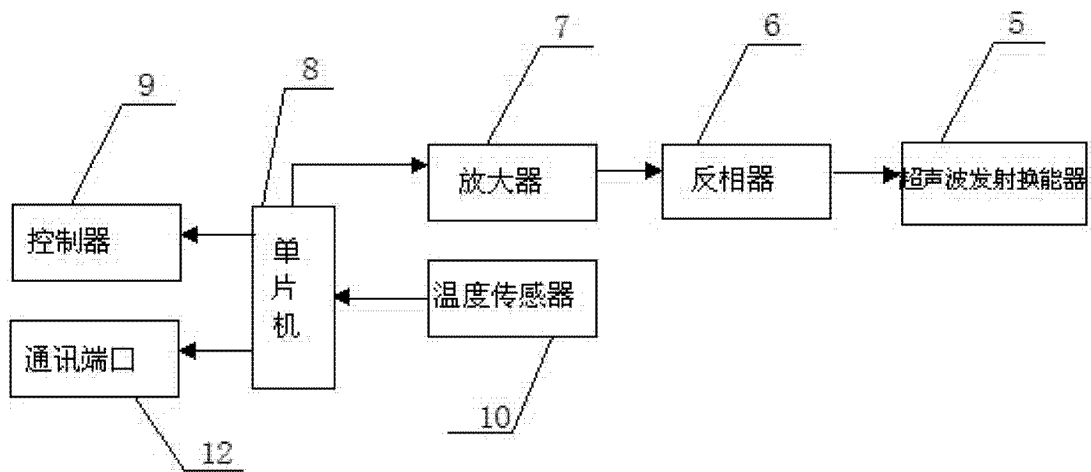 7
6
5
8
9
放大器
反相器
超声波发射换能器
控制器
单片机
温度传感器
通讯端口
10
12